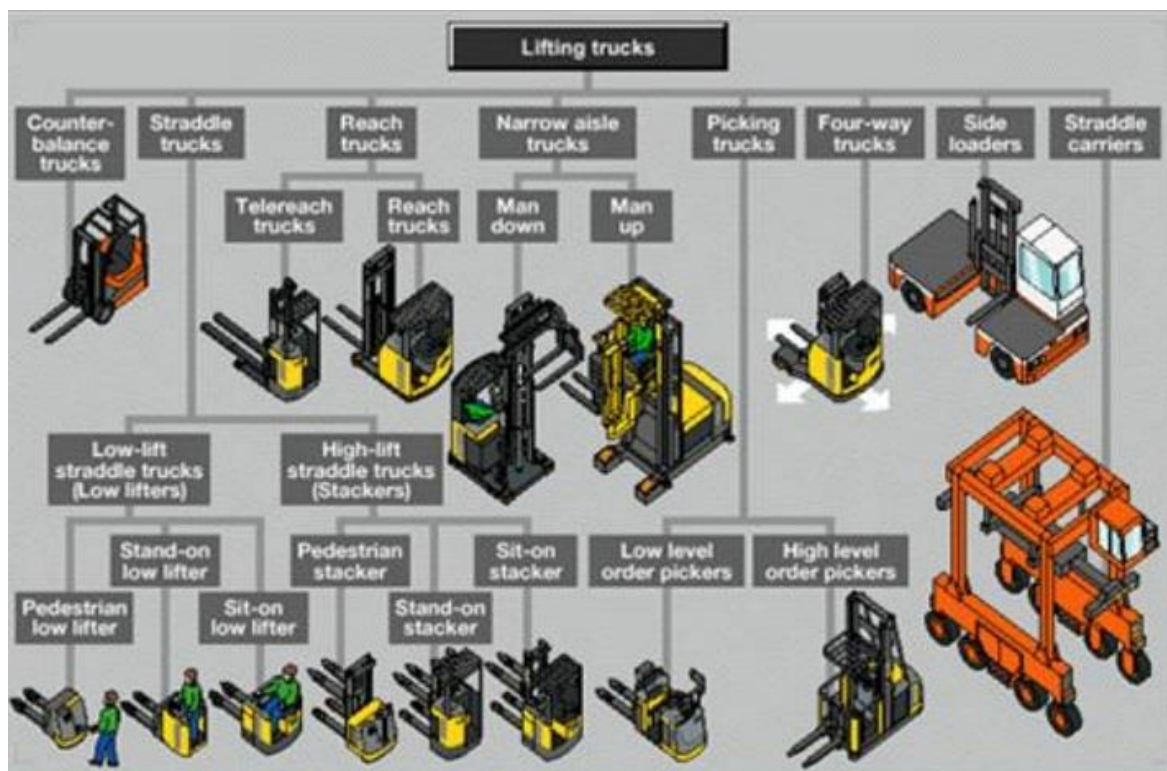 Lifting trucks
Counter-
balance
trucks
Straddle
trucks
Reach
trucks
Narrow aisle
trucks
Picking
trucks
Four-way
trucks
Side
loaders
Straddle
carriers
Telereach
trucks
Reach
trucks
Man
down
Man
up
Low-lift
straddle trucks
(Low lifters)
High-lift
straddle trucks
(Stackers)
Pedestrian
low lifter
Stand-on
low lifter
Sit-on
low lifter
Pedestrian
stacker
Stand-on
stacker
Sit-on
stacker
Low level
order pickers
High level
order pickers